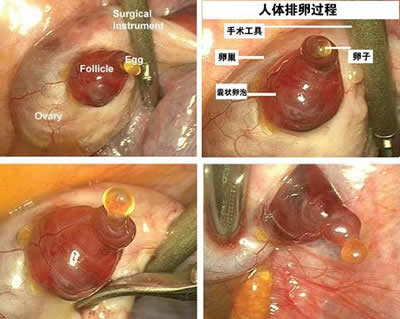 Surgical
instrument
Egg
Follicle
Ovary
人体排卵过程
手术工具
卵巢
卵子
囊状卵泡